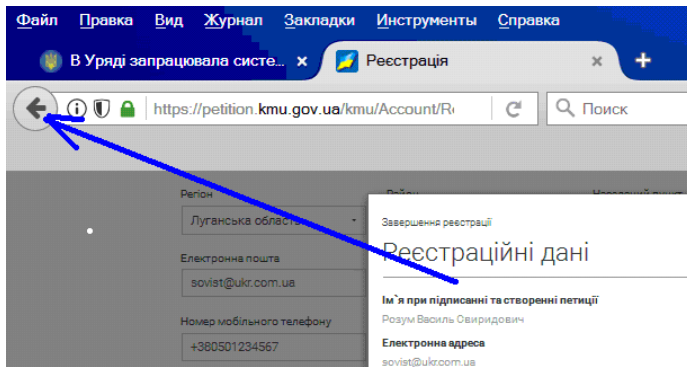 Файл Правка Вид Журнал Закладки Инструменты Справка
В Уряді запрацювала систе... × Реєстрація × +
https://petition.kmu.gov.ua/kmu/Account/Re Поиск
Регіон
Луганська область
Електронна пошта
sovist@ukr.com.ua
Номер мобільного телефону
+380501234567
Завершення реєстрації
Реєстраційні дані
Ім`я при підписанні та створенні петиції
Розум Василь Свиридович
Електронна адреса
sovist@ukr.com.ua